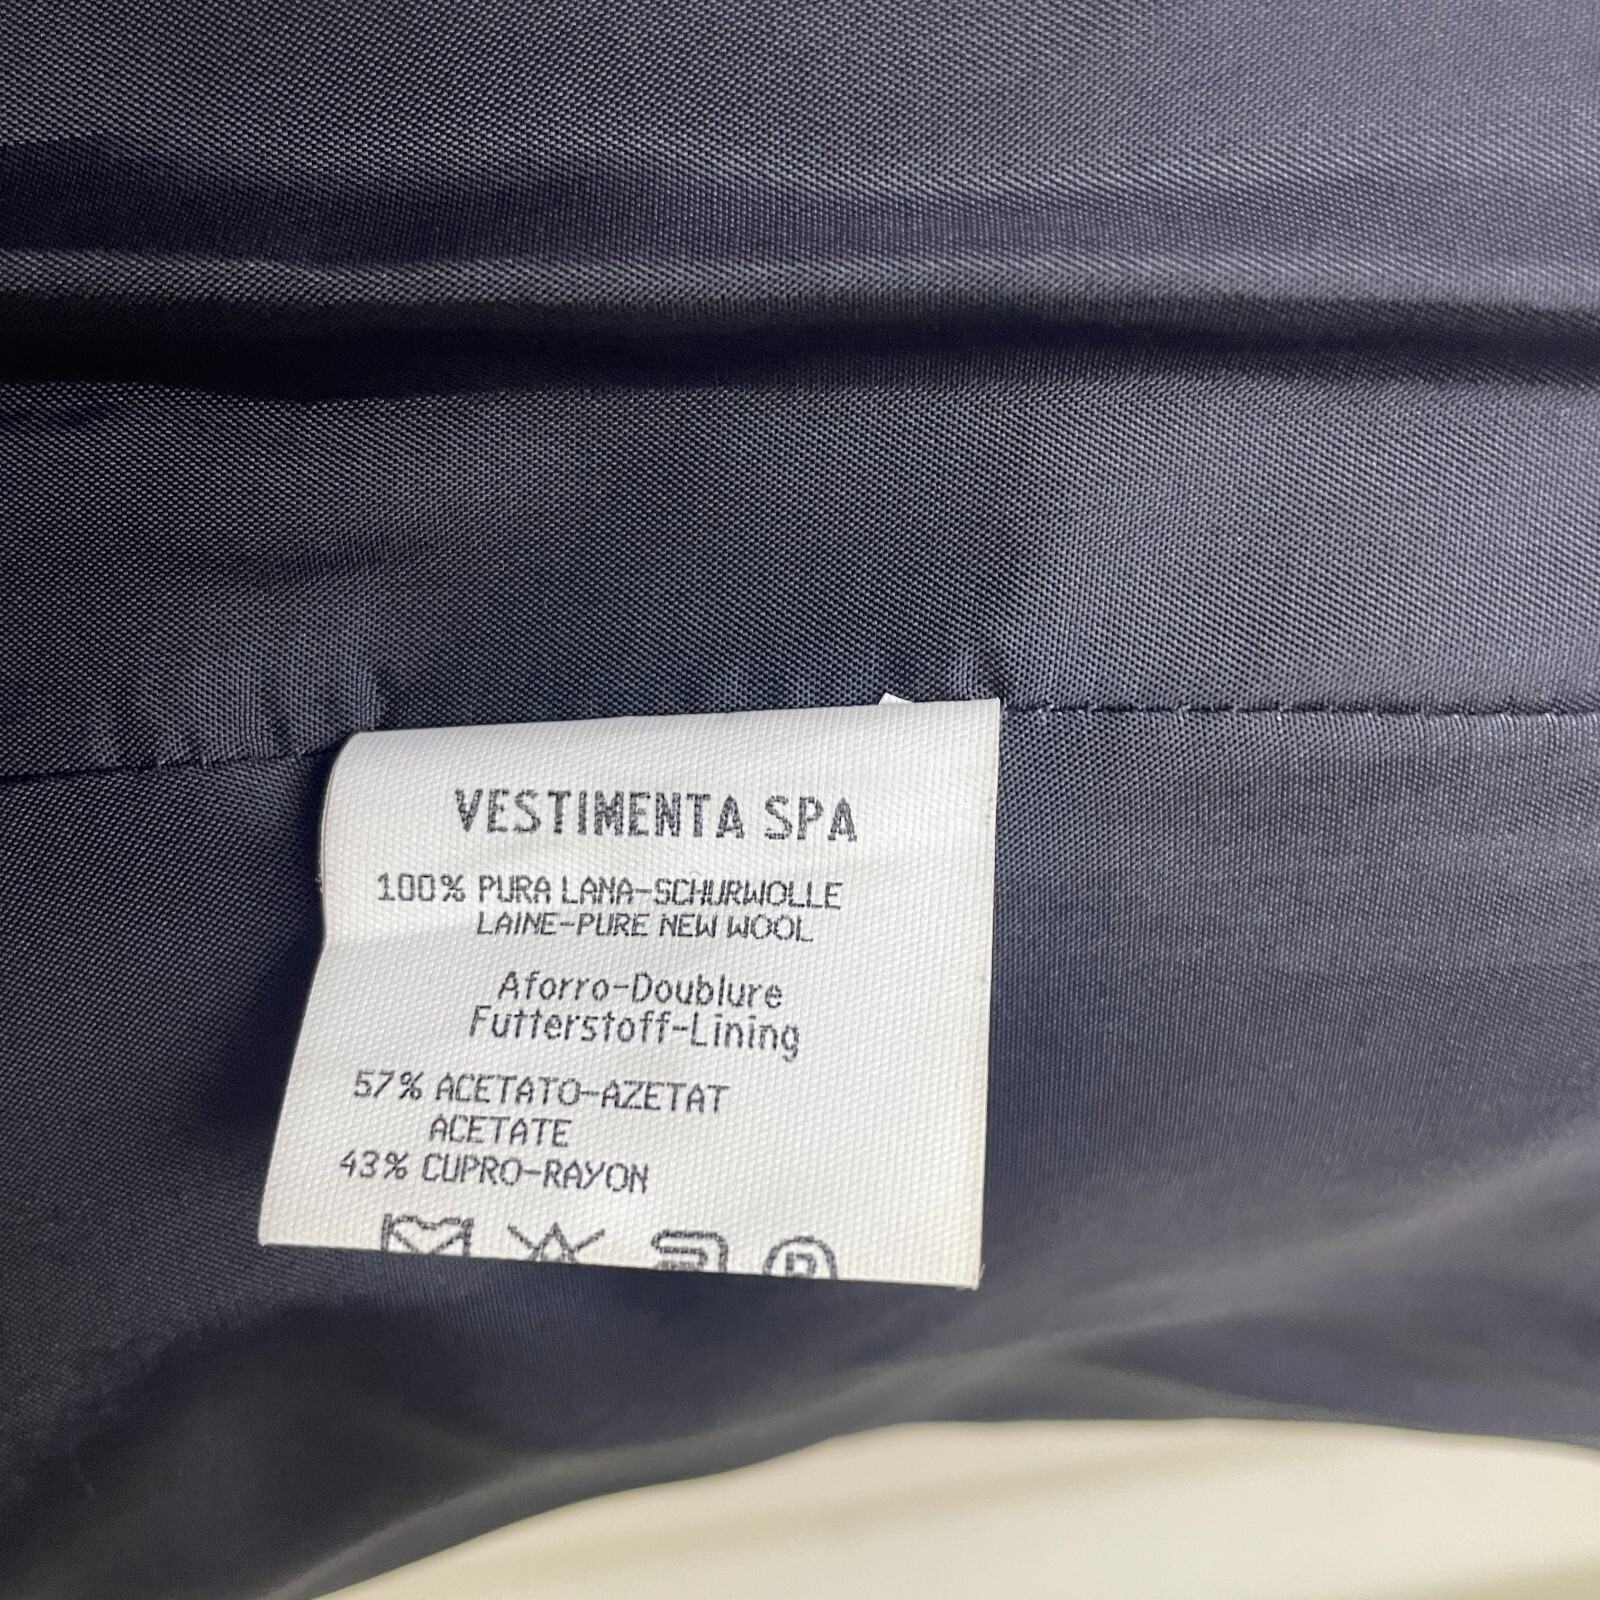 VESTIMENTA SPA
100% PURA LANA-SCHURWOLLE
LAINE-PURE NEW WOOL
Aforro-Doublure
Futterstoff-Lining
57% ACETATO-AZETAT
ACETATE
43% CUPRO-RAYON
P